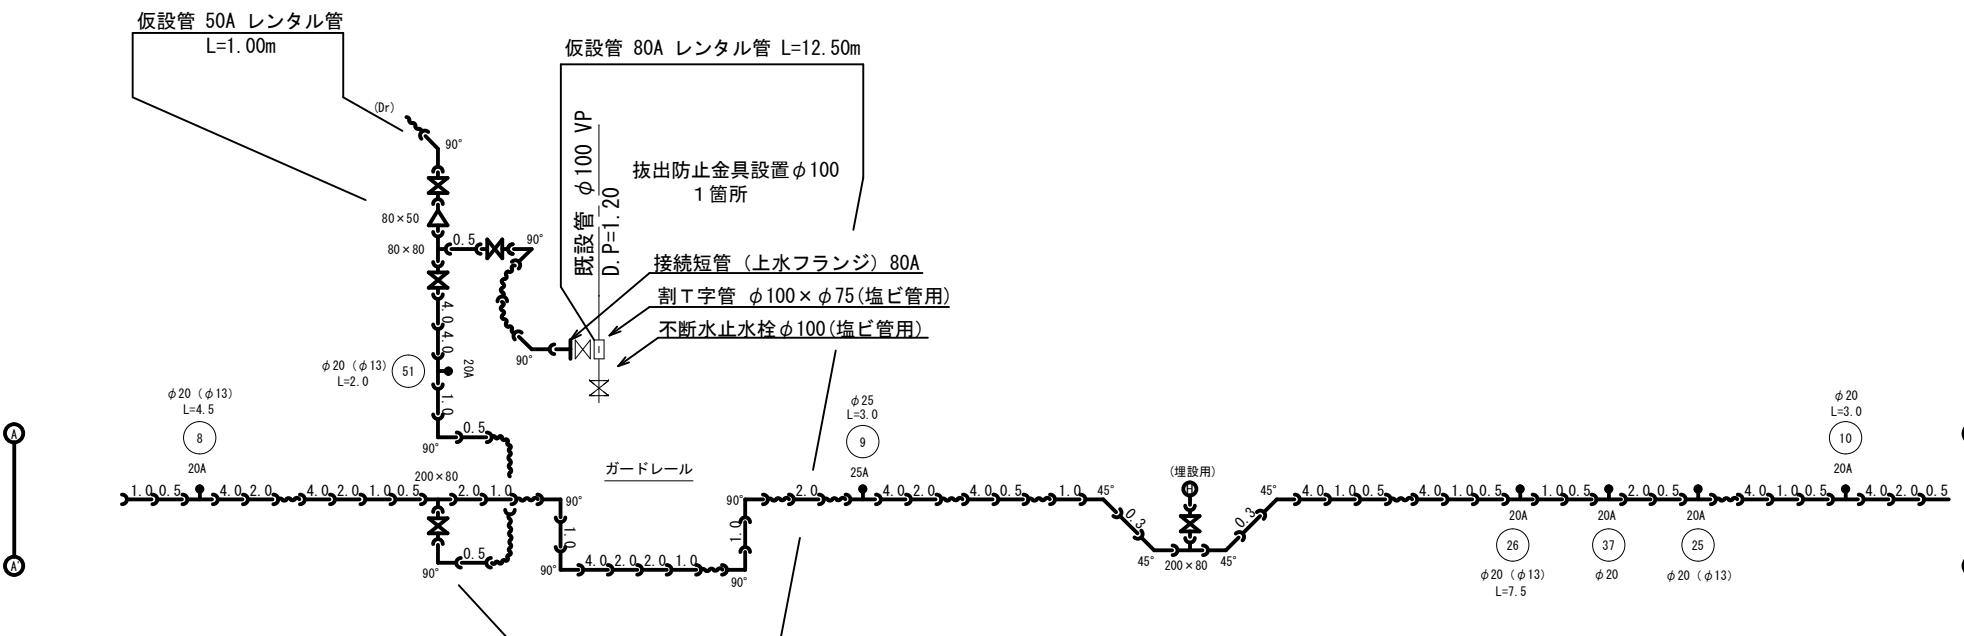 仮設管 50A レンタル管
L=1.00m
仮設管 80A レンタル管 L=12.50m
(Dr)
90°
既設管 φ100 VP
D.P=1.20
抜出防止金具設置φ100
1箇所
80×50
80×80
0.5
90°
接続短管（上水フランジ）80A
割T字管 φ100×φ75(塩ビ管用)
不断水止水栓φ100(塩ビ管用)
4.0
4.0
90°
φ20（φ13）
L=2.0
51
20A
1.0
0.5
90°
φ20（φ13）
L=4.5
8
20A
φ25
L=3.0
9
25A
φ20
L=3.0
10
20A
A
ガードレール
(埋設用)
H
200×80
1.0 0.5 4.0 2.0 4.0 2.0 1.0 0.5 2.0 1.0 90°
90° 2.0 4.0 2.0 4.0 0.5 1.0 45°
45° 4.0 1.0 0.5 4.0 1.0 0.5 1.0 0.5 2.0 0.5 4.0 1.0 0.5 4.0 2.0 0.5
1.0
1.0
0.3
0.3
0.5
90°
90° 4.0 2.0 2.0 1.0 90°
45° 200×80 45°
20A
26
φ20（φ13）
L=7.5
20A
37
φ20
20A
25
φ20（φ13）
A'